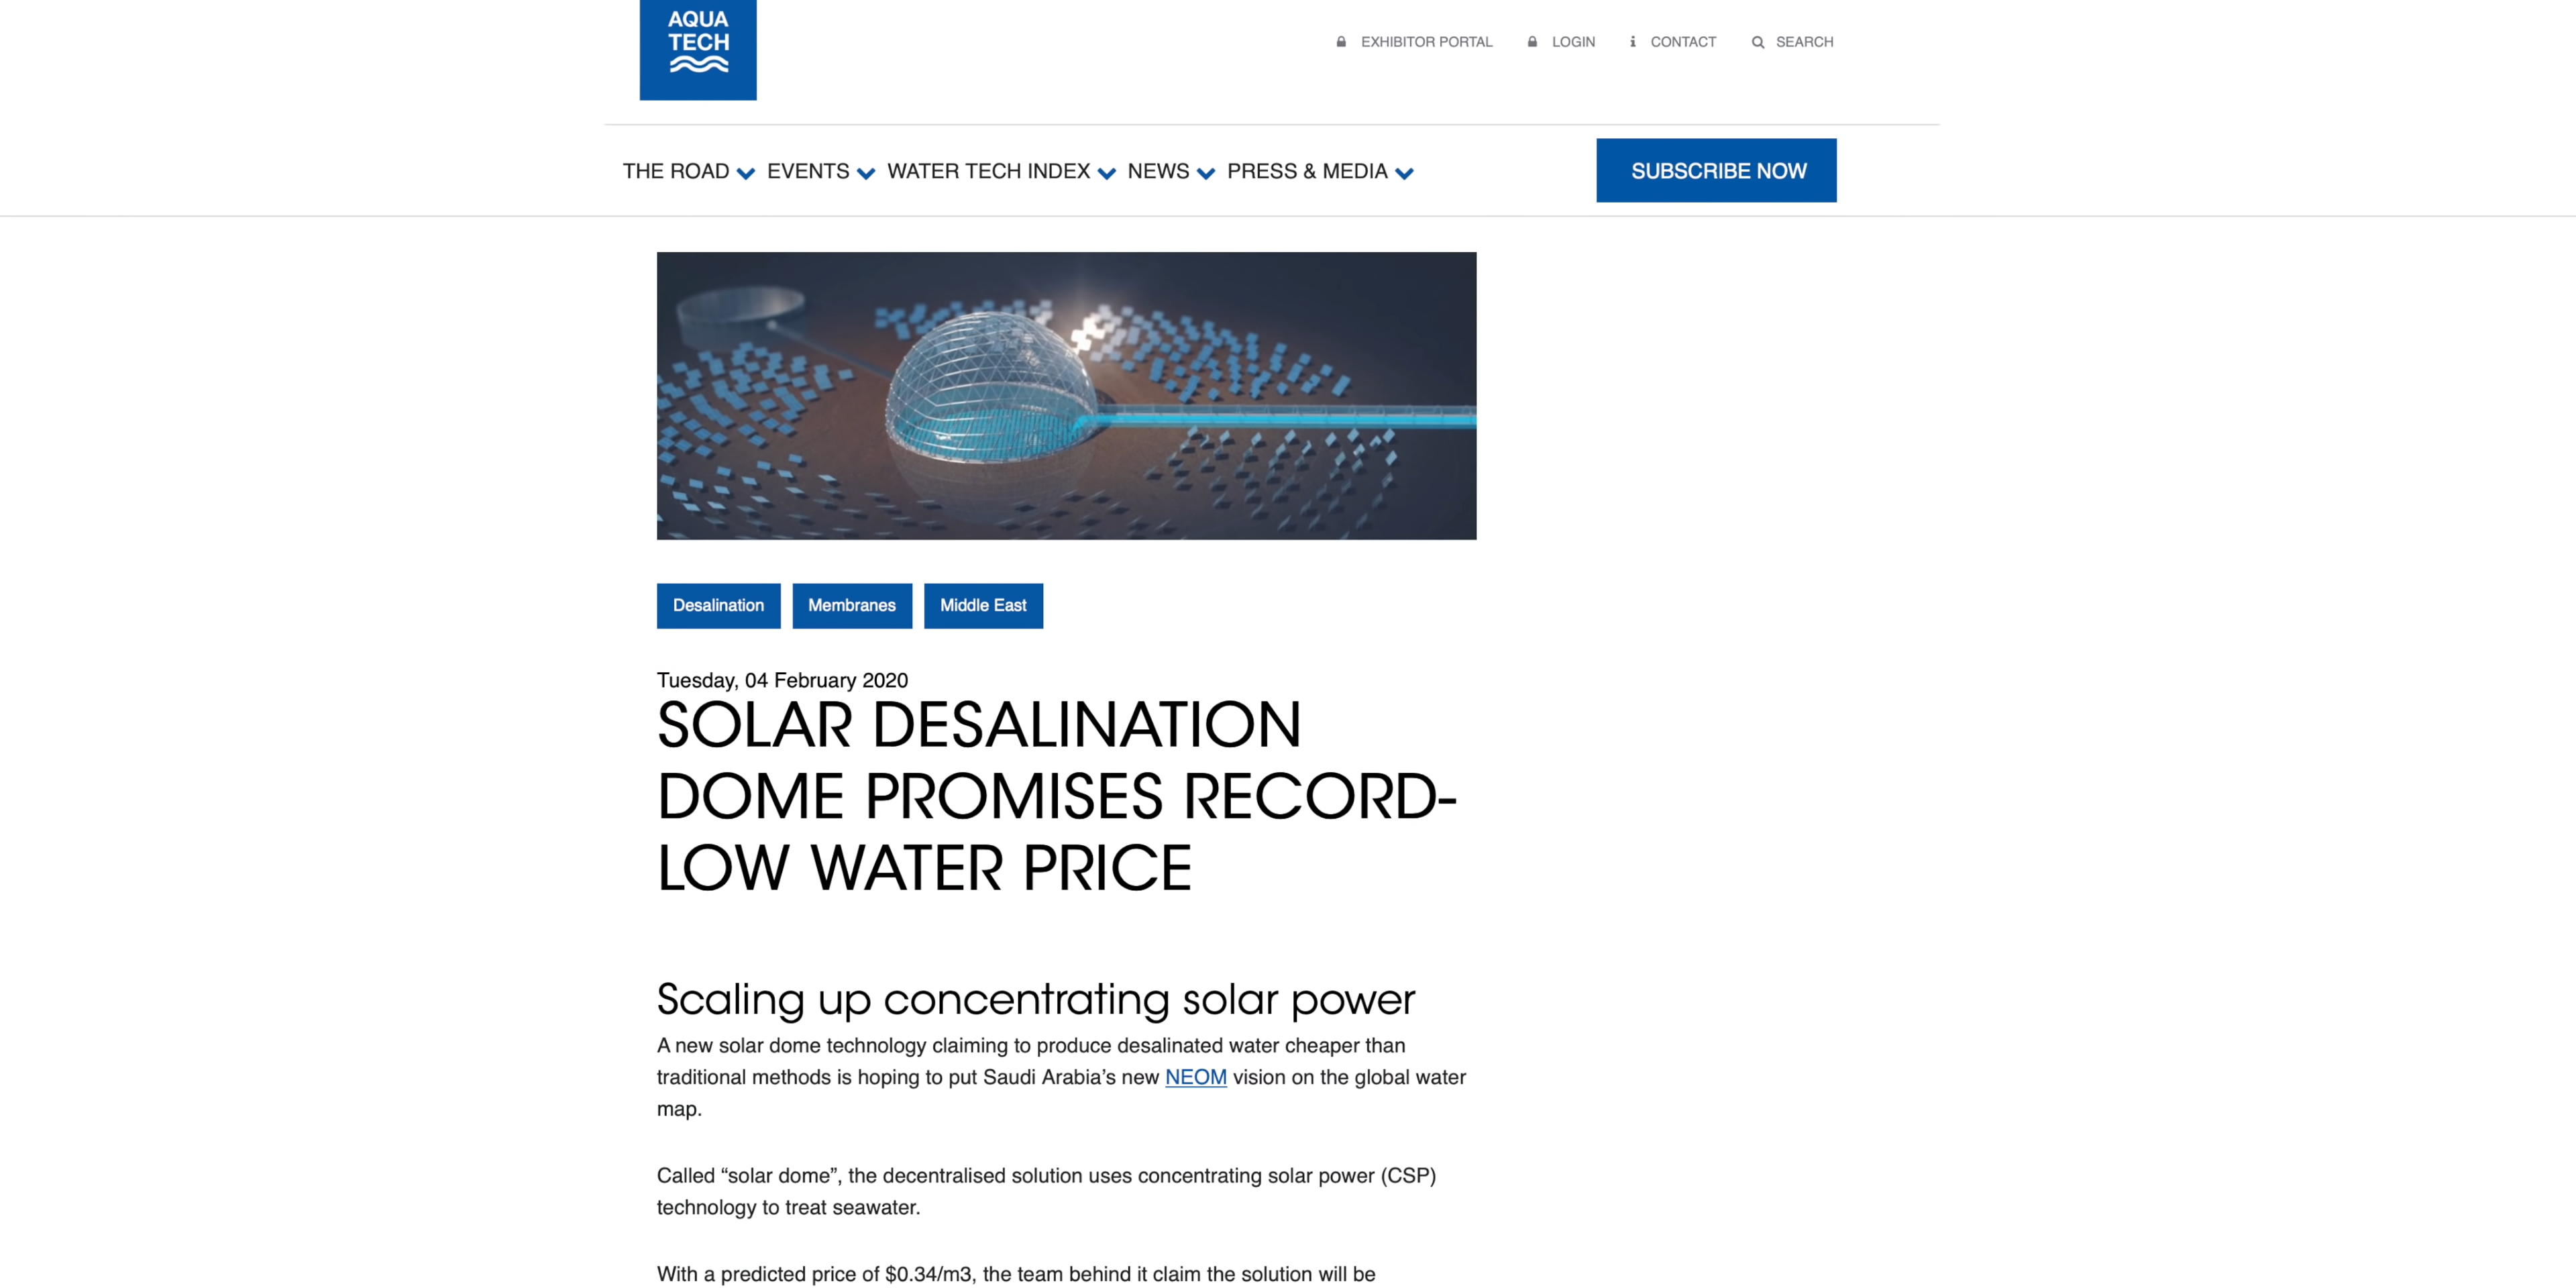 AQUA
TECH
EXHIBITOR PORTAL LOGIN CONTACT SEARCH
THE ROAD EVENTS WATER TECH INDEX NEWS PRESS & MEDIA SUBSCRIBE NOW
Desalination Membranes Middle East
Tuesday, 04 February 2020
SOLAR DESALINATION
DOME PROMISES RECORD-
LOW WATER PRICE
Scaling up concentrating solar power
A new solar dome technology claiming to produce desalinated water cheaper than
traditional methods is hoping to put Saudi Arabia’s new NEOM vision on the global water
map.
Called “solar dome”, the decentralised solution uses concentrating solar power (CSP)
technology to treat seawater.
With a predicted price of $0.34/m3, the team behind it claim the solution will be